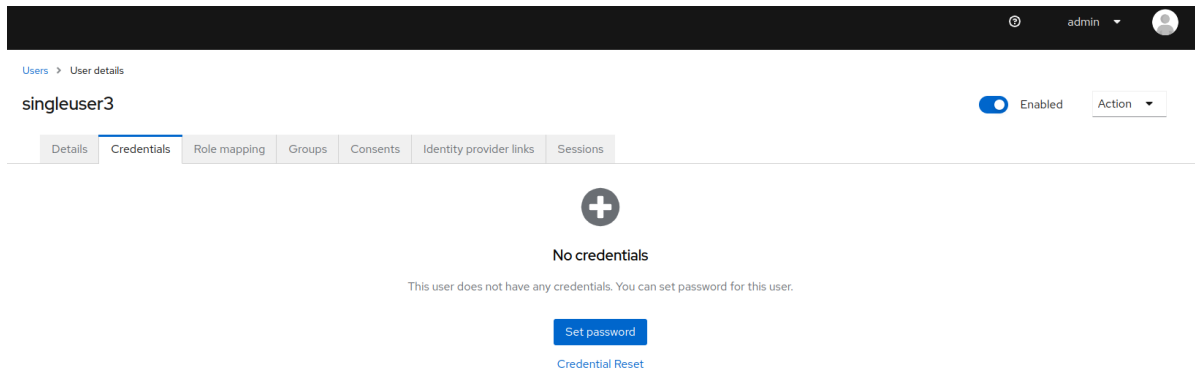 admin
Users > User details
singleuser3
Enabled
Action
Details Credentials Role mapping Groups Consents Identity provider links Sessions
No credentials
This user does not have any credentials. You can set password for this user.
Set password
Credential Reset